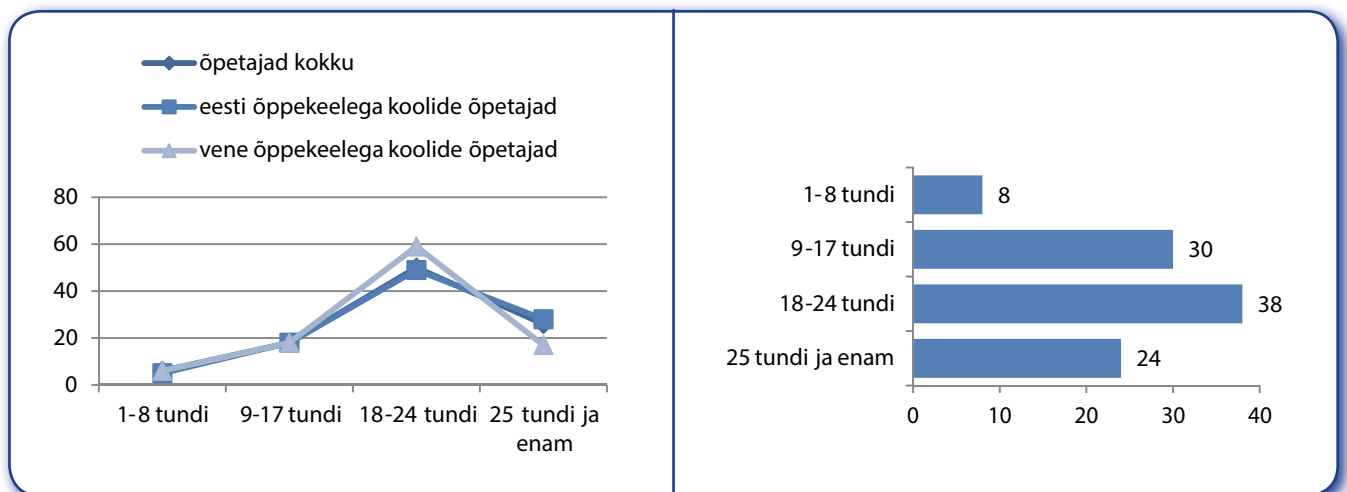 õpetajad kokku
eesti õppekeelega koolide õpetajad
vene õppekeelega koolide õpetajad
80
60
40
20
0
1-8 tundi
9-17 tundi
18-24 tundi
25 tundi ja
enam
1-8 tundi
8
9-17 tundi
30
18-24 tundi
38
25 tundi ja enam
24
0
10
20
30
40